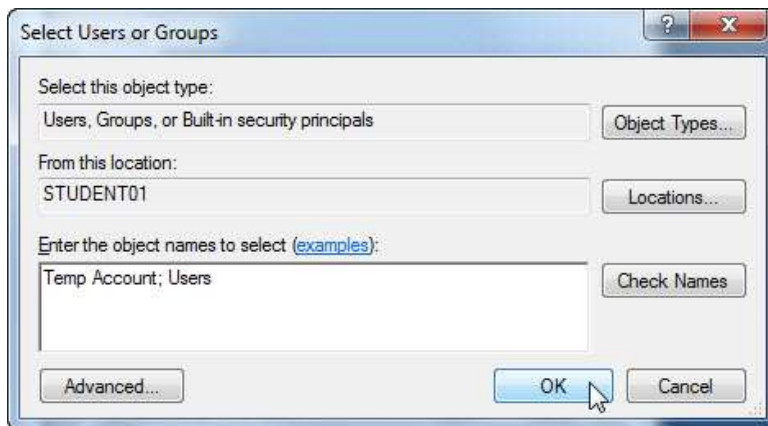 Select Users or Groups
Select this object type:
Users, Groups, or Built-in security principals
Object Types...
From this location:
STUDENT01
Locations...
Enter the object names to select (examples):
Temp Account; Users
Check Names
Advanced...
OK
Cancel